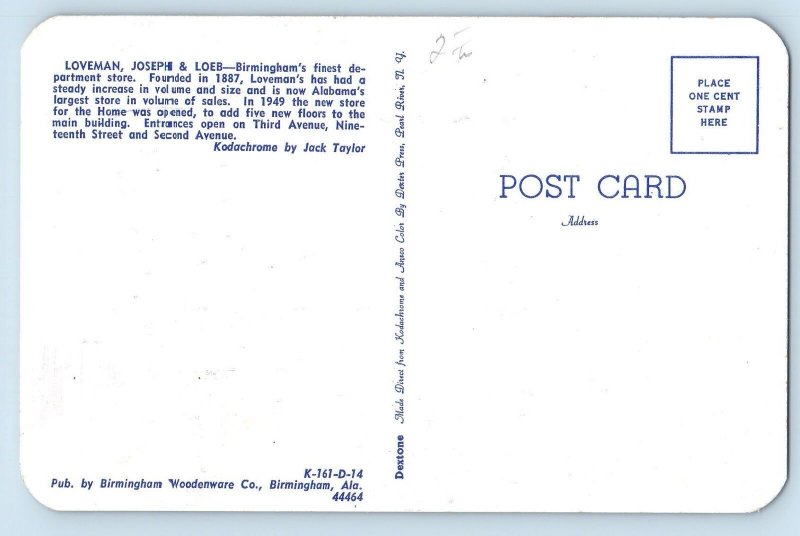 LOVEMAN, JOSEPH & LOEB—Birmingham's finest de-
partment store. Founded in 1887, Loveman's has had a
steady increase in volume and size and is now Alabama's
largest store in volume of sales. In 1949 the new store
for the Home was opened, to add five new floors to the
main building. Entrances open on Third Avenue, Nine-
teenth Street and Second Avenue.
Kodachrome by Jack Taylor
K-161-D-14
Pub. by Birmingham Woodenware Co., Birmingham, Ala.
44464
Dextone Made Direct from Kodachrome and Ansco Color By Dexter Press, Pearl River, N. Y.
PLACE
ONE CENT
STAMP
HERE
POST CARD
Address